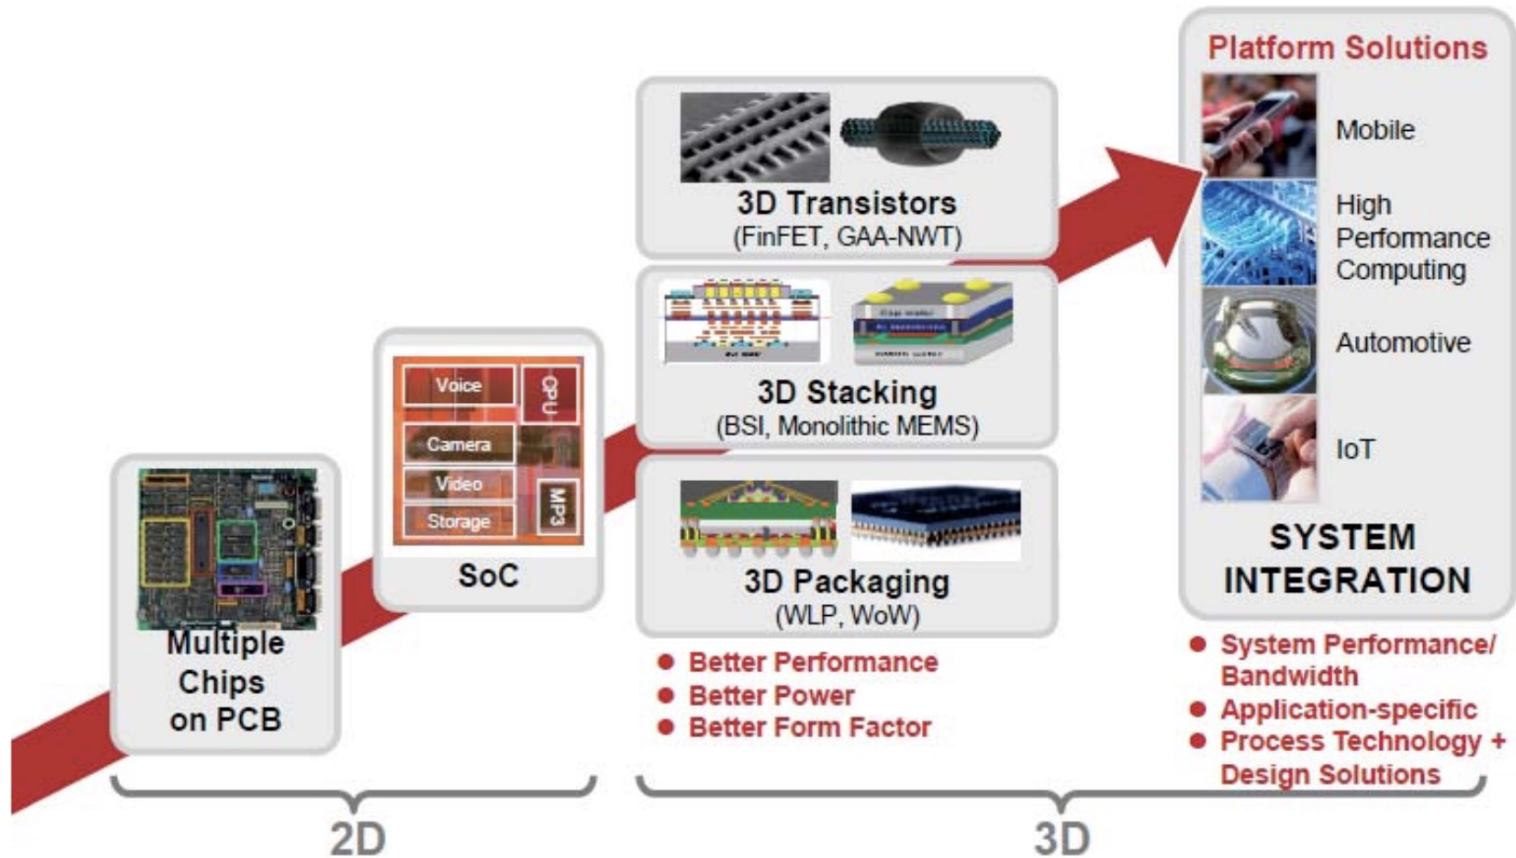 Multiple
Chips
on PCB
Voice
CPU
Camera
Video
MP3
Storage
SoC
3D Transistors
(FinFET, GAA-NWT)
3D Stacking
(BSI, Monolithic MEMS)
3D Packaging
(WLP, WoW)
● Better Performance
● Better Power
● Better Form Factor
Platform Solutions
Mobile
High
Performance
Computing
Automotive
IoT
SYSTEM
INTEGRATION
● System Performance/
Bandwidth
● Application-specific
● Process Technology +
Design Solutions
2D
3D